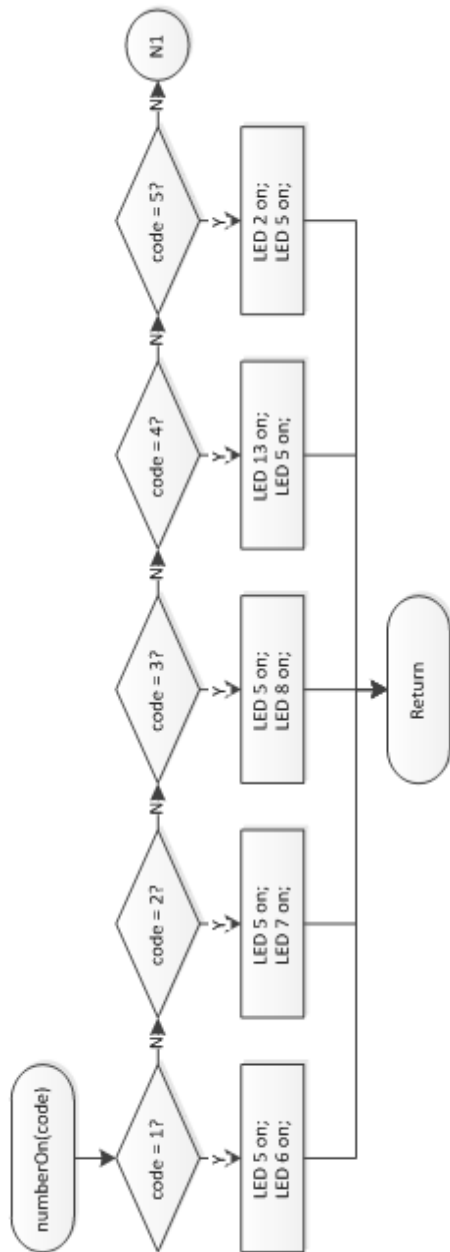 numberOn(code)
code = 1?
N
Y
LED 5 on;
LED 6 on;
code = 2?
N
Y
LED 5 on;
LED 7 on;
code = 3?
N
Y
LED 5 on;
LED 8 on;
code = 4?
N
Y
LED 13 on;
LED 5 on;
code = 5?
N
Y
LED 2 on;
LED 5 on;
N1
Return